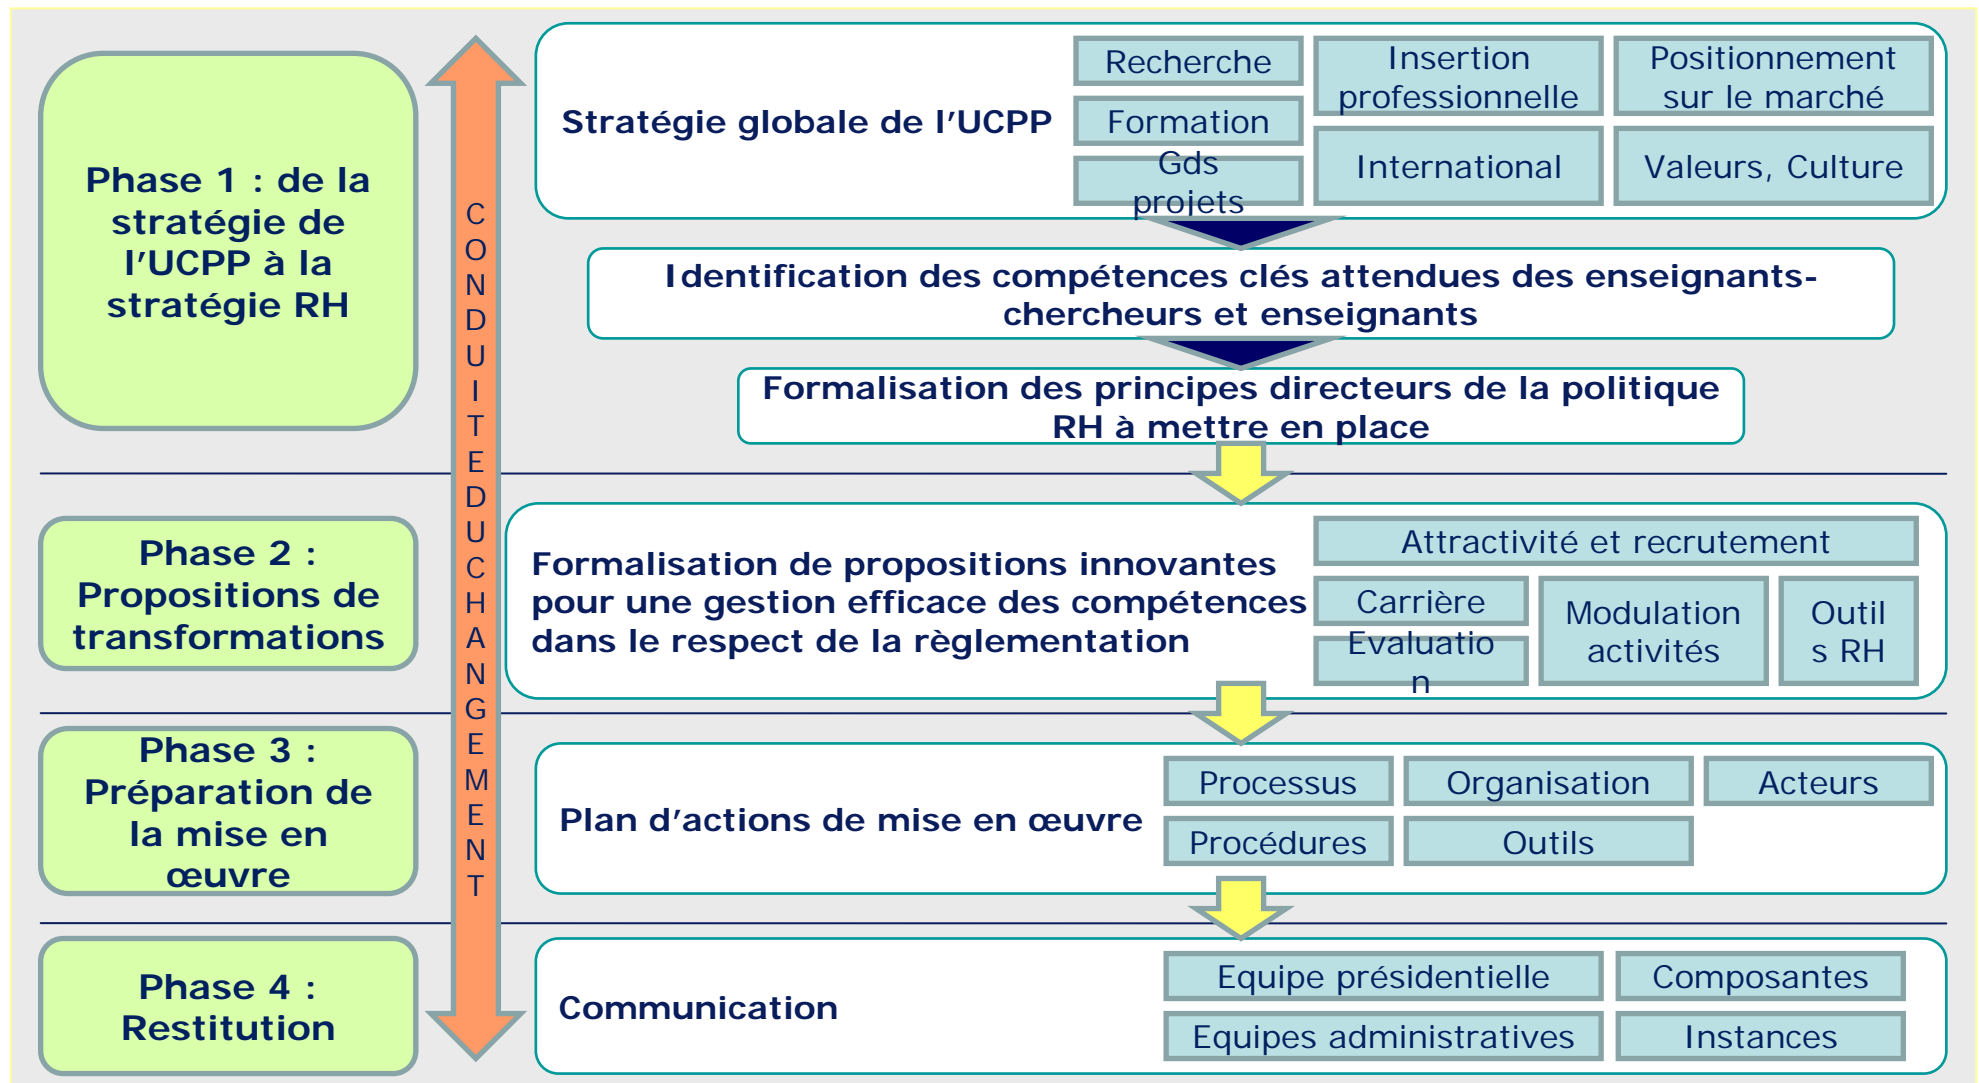 Phase 1 : de la
stratégie de
l'UCPP à la
stratégie RH
CONDUITEDUCHANGEMENT
Stratégie globale de l'UCPP
Recherche
Formation
Gds
projets
Insertion
professionnelle
International
Positionnement
sur le marché
Valeurs, Culture
Identification des compétences clés attendues des enseignants-
chercheurs et enseignants
Formalisation des principes directeurs de la politique
RH à mettre en place
Phase 2 :
Propositions de
transformations
Formalisation de propositions innovantes
pour une gestion efficace des compétences
dans le respect de la règlementation
Attractivité et recrutement
Carrière
Evaluatio
n
Modulation
activités
Outil
s RH
Phase 3 :
Préparation de
la mise en
œuvre
Plan d'actions de mise en œuvre
Processus
Organisation
Acteurs
Procédures
Outils
Phase 4 :
Restitution
Communication
Equipe présidentielle
Composantes
Equipes administratives
Instances